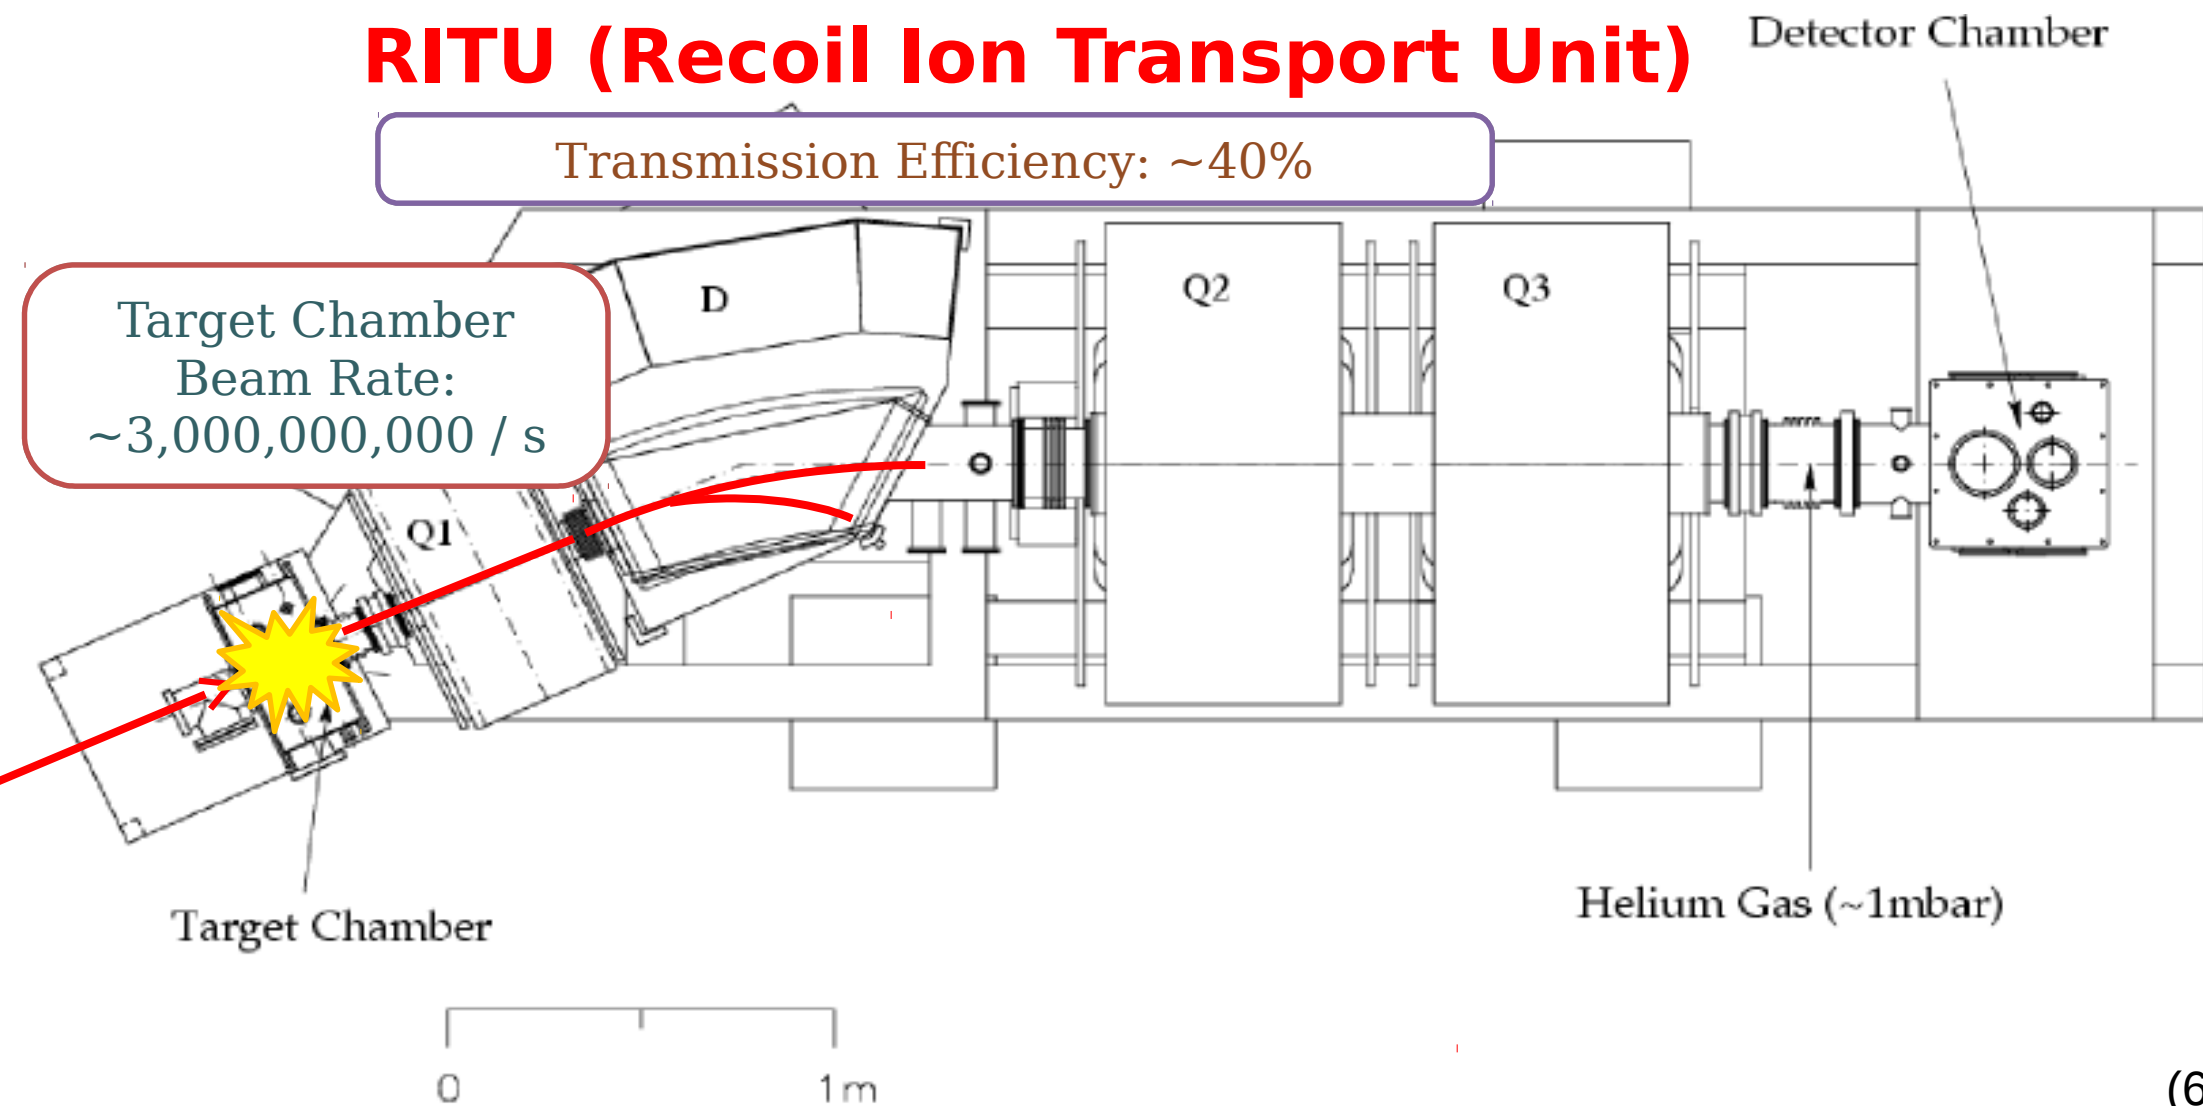 RITU (Recoil Ion Transport Unit)
Detector Chamber
Transmission Efficiency: ~40%
Target Chamber
Beam Rate:
~3,000,000,000 / s
D
Q2
Q3
Q1
Target Chamber
Helium Gas (~1mbar)
0
1m
(6